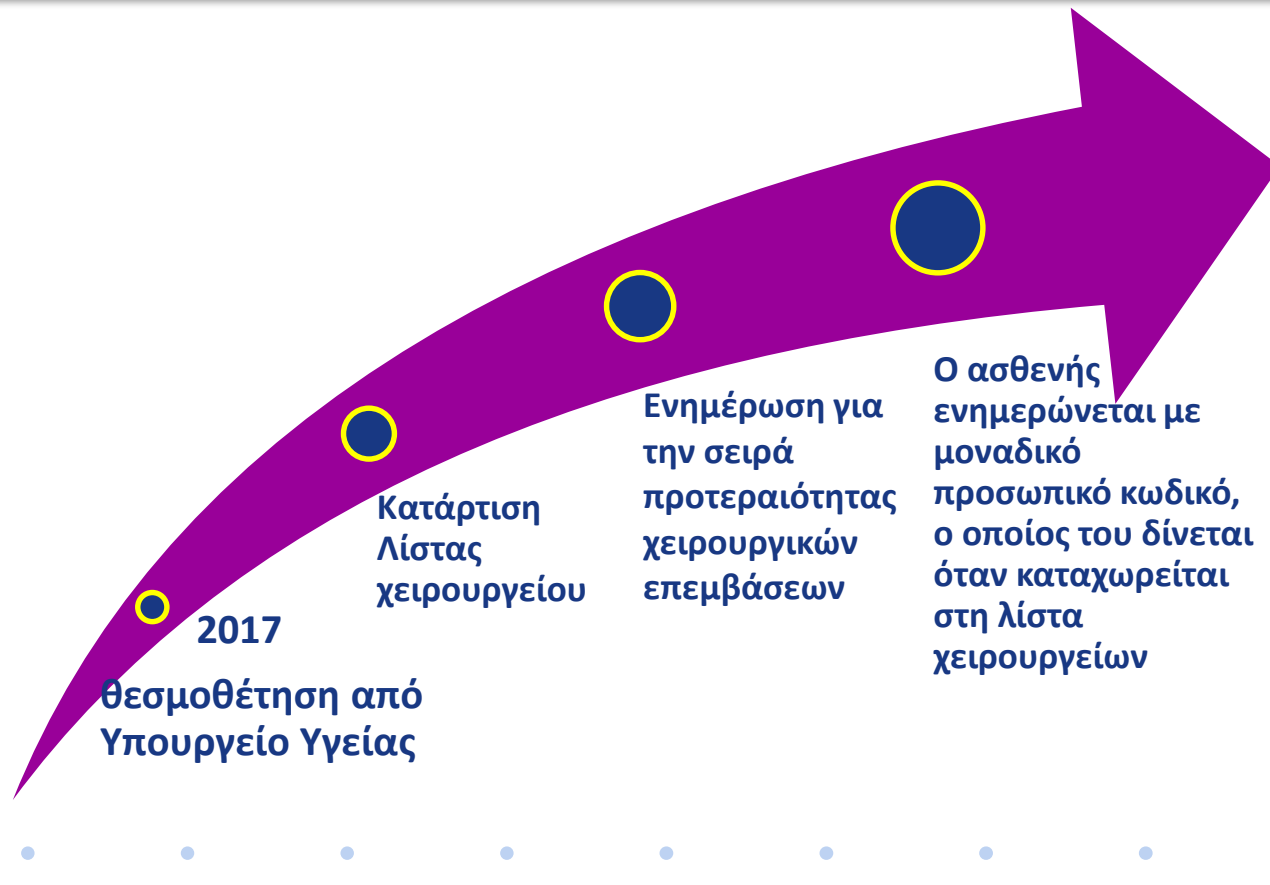 2017
θεσμοθέτηση από
Υπουργείο Υγείας
Κατάρτιση
Λίστας
χειρουργείου
Ενημέρωση για
την σειρά
προτεραιότητας
χειρουργικών
επεμβάσεων
Ο ασθενής
ενημερώνεται με
μοναδικό
προσωπικό κωδικό,
ο οποίος του δίνεται
όταν καταχωρείται
στη λίστα
χειρουργείων